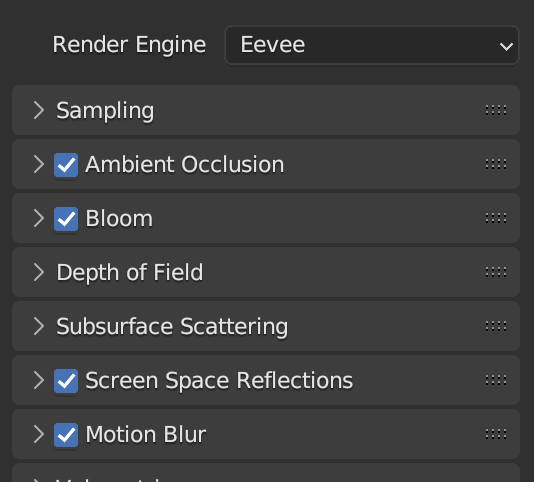 Render Engine Eevee
Sampling
Ambient Occlusion
Bloom
Depth of Field
Subsurface Scattering
Screen Space Reflections
Motion Blur